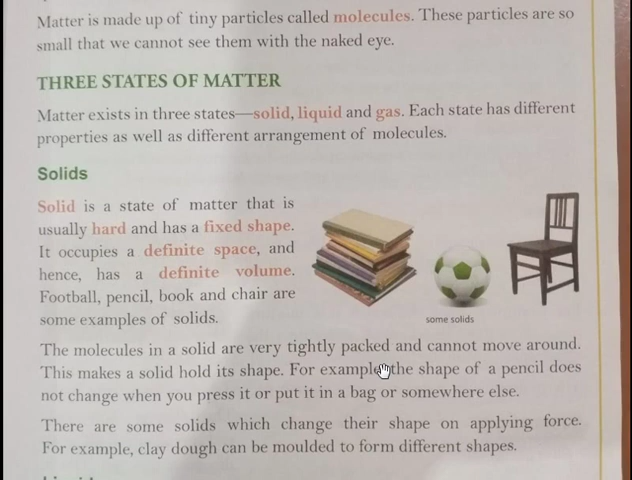 Matter is made up of tiny particles called molecules. These particles are so
small that we cannot see them with the naked eye.
THREE STATES OF MATTER
Matter exists in three states—solid, liquid and gas. Each state has different
properties as well as different arrangement of molecules.
Solids
Solid is a state of matter that is
usually hard and has a fixed shape.
It occupies a definite space, and
hence, has a definite volume.
Football, pencil, book and chair are
some examples of solids.
some solids
The molecules in a solid are very tightly packed and cannot move around.
This makes a solid hold its shape. For example, the shape of a pencil does
not change when you press it or put it in a bag or somewhere else.
There are some solids which change their shape on applying force.
For example, clay dough can be moulded to form different shapes.